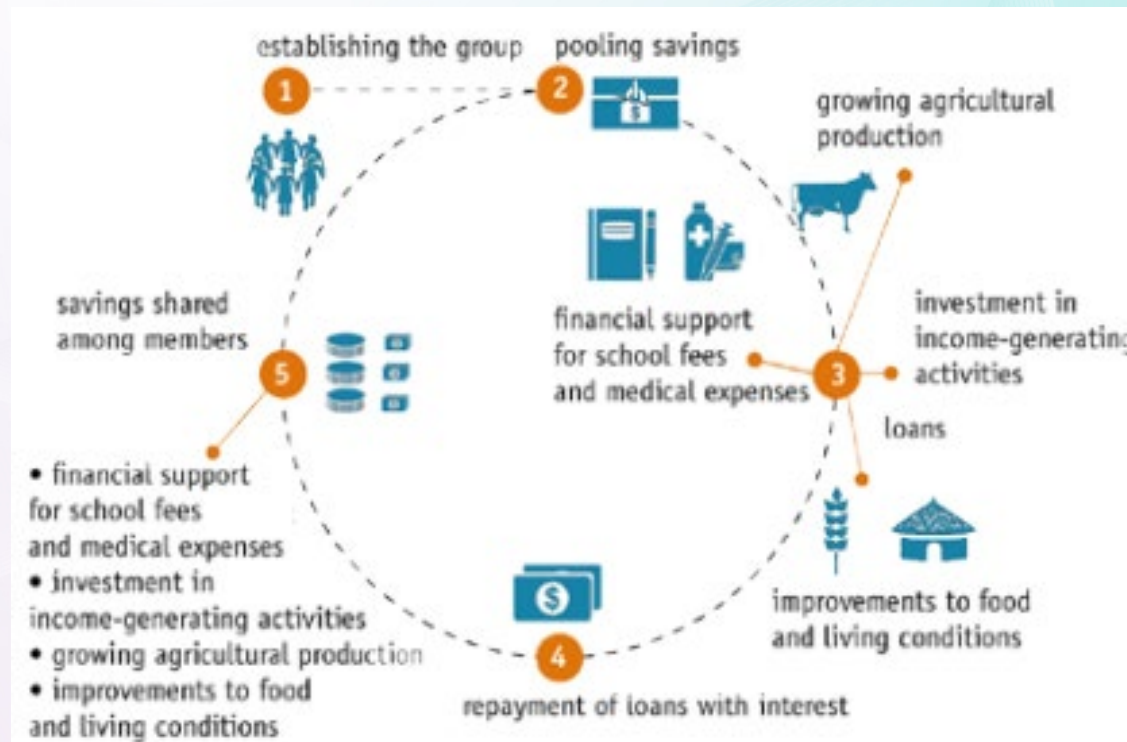 establishing the group
1
pooling savings
2
$
growing agricultural
production
financial support
for school fees
and medical expenses
3
investment in
income-generating
activities
loans
improvements to food
and living conditions
$
4
repayment of loans with interest
savings shared
among members
5
• financial support
for school fees
and medical expenses
• investment in
income-generating activities
• growing agricultural production
• improvements to food
and living conditions